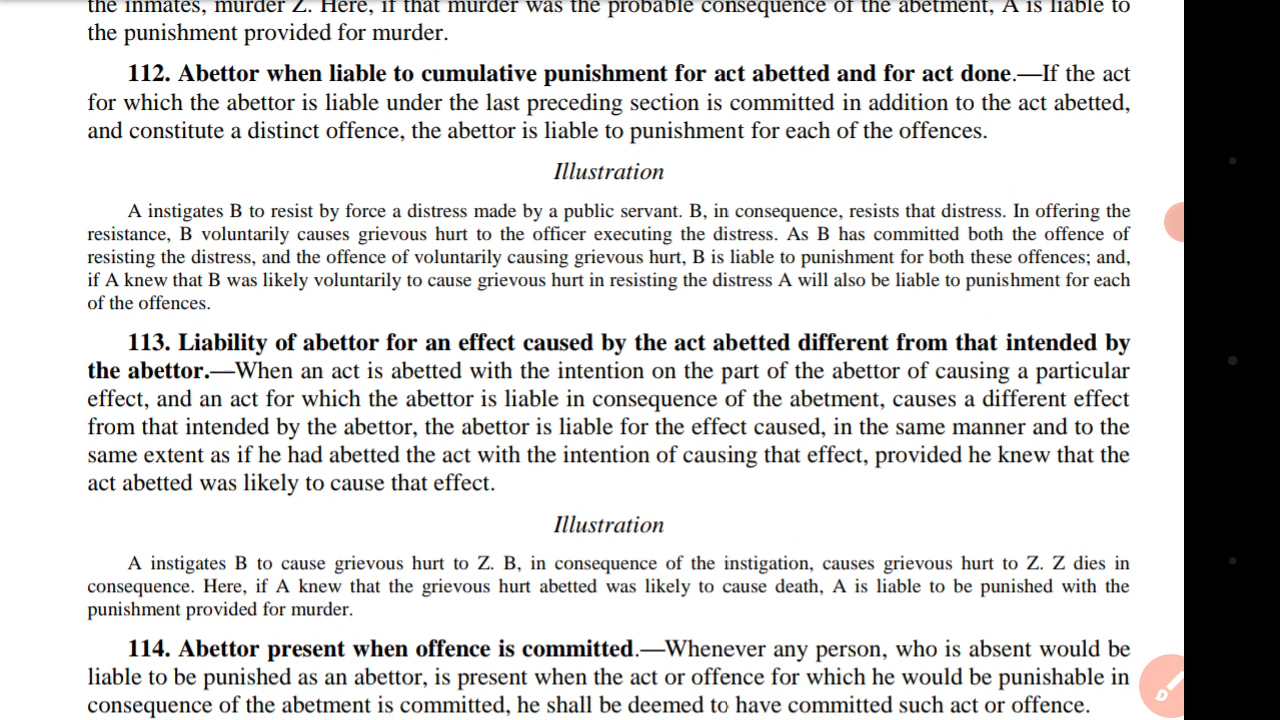 the inmates, murder Z. Here, if that murder was the probable consequence of the abetment, A is liable to
the punishment provided for murder.
112. Abettor when liable to cumulative punishment for act abetted and for act done.—If the act
for which the abettor is liable under the last preceding section is committed in addition to the act abetted,
and constitute a distinct offence, the abettor is liable to punishment for each of the offences.
Illustration
A instigates B to resist by force a distress made by a public servant. B, in consequence, resists that distress. In offering the
resistance, B voluntarily causes grievous hurt to the officer executing the distress. As B has committed both the offence of
resisting the distress, and the offence of voluntarily causing grievous hurt, B is liable to punishment for both these offences; and,
if A knew that B was likely voluntarily to cause grievous hurt in resisting the distress A will also be liable to punishment for each
of the offences.
113. Liability of abettor for an effect caused by the act abetted different from that intended by
the abettor.—When an act is abetted with the intention on the part of the abettor of causing a particular
effect, and an act for which the abettor is liable in consequence of the abetment, causes a different effect
from that intended by the abettor, the abettor is liable for the effect caused, in the same manner and to the
same extent as if he had abetted the act with the intention of causing that effect, provided he knew that the
act abetted was likely to cause that effect.
Illustration
A instigates B to cause grievous hurt to Z. B, in consequence of the instigation, causes grievous hurt to Z. Z dies in
consequence. Here, if A knew that the grievous hurt abetted was likely to cause death, A is liable to be punished with the
punishment provided for murder.
114. Abettor present when offence is committed.—Whenever any person, who is absent would be
liable to be punished as an abettor, is present when the act or offence for which he would be punishable in
consequence of the abetment is committed, he shall be deemed to have committed such act or offence.